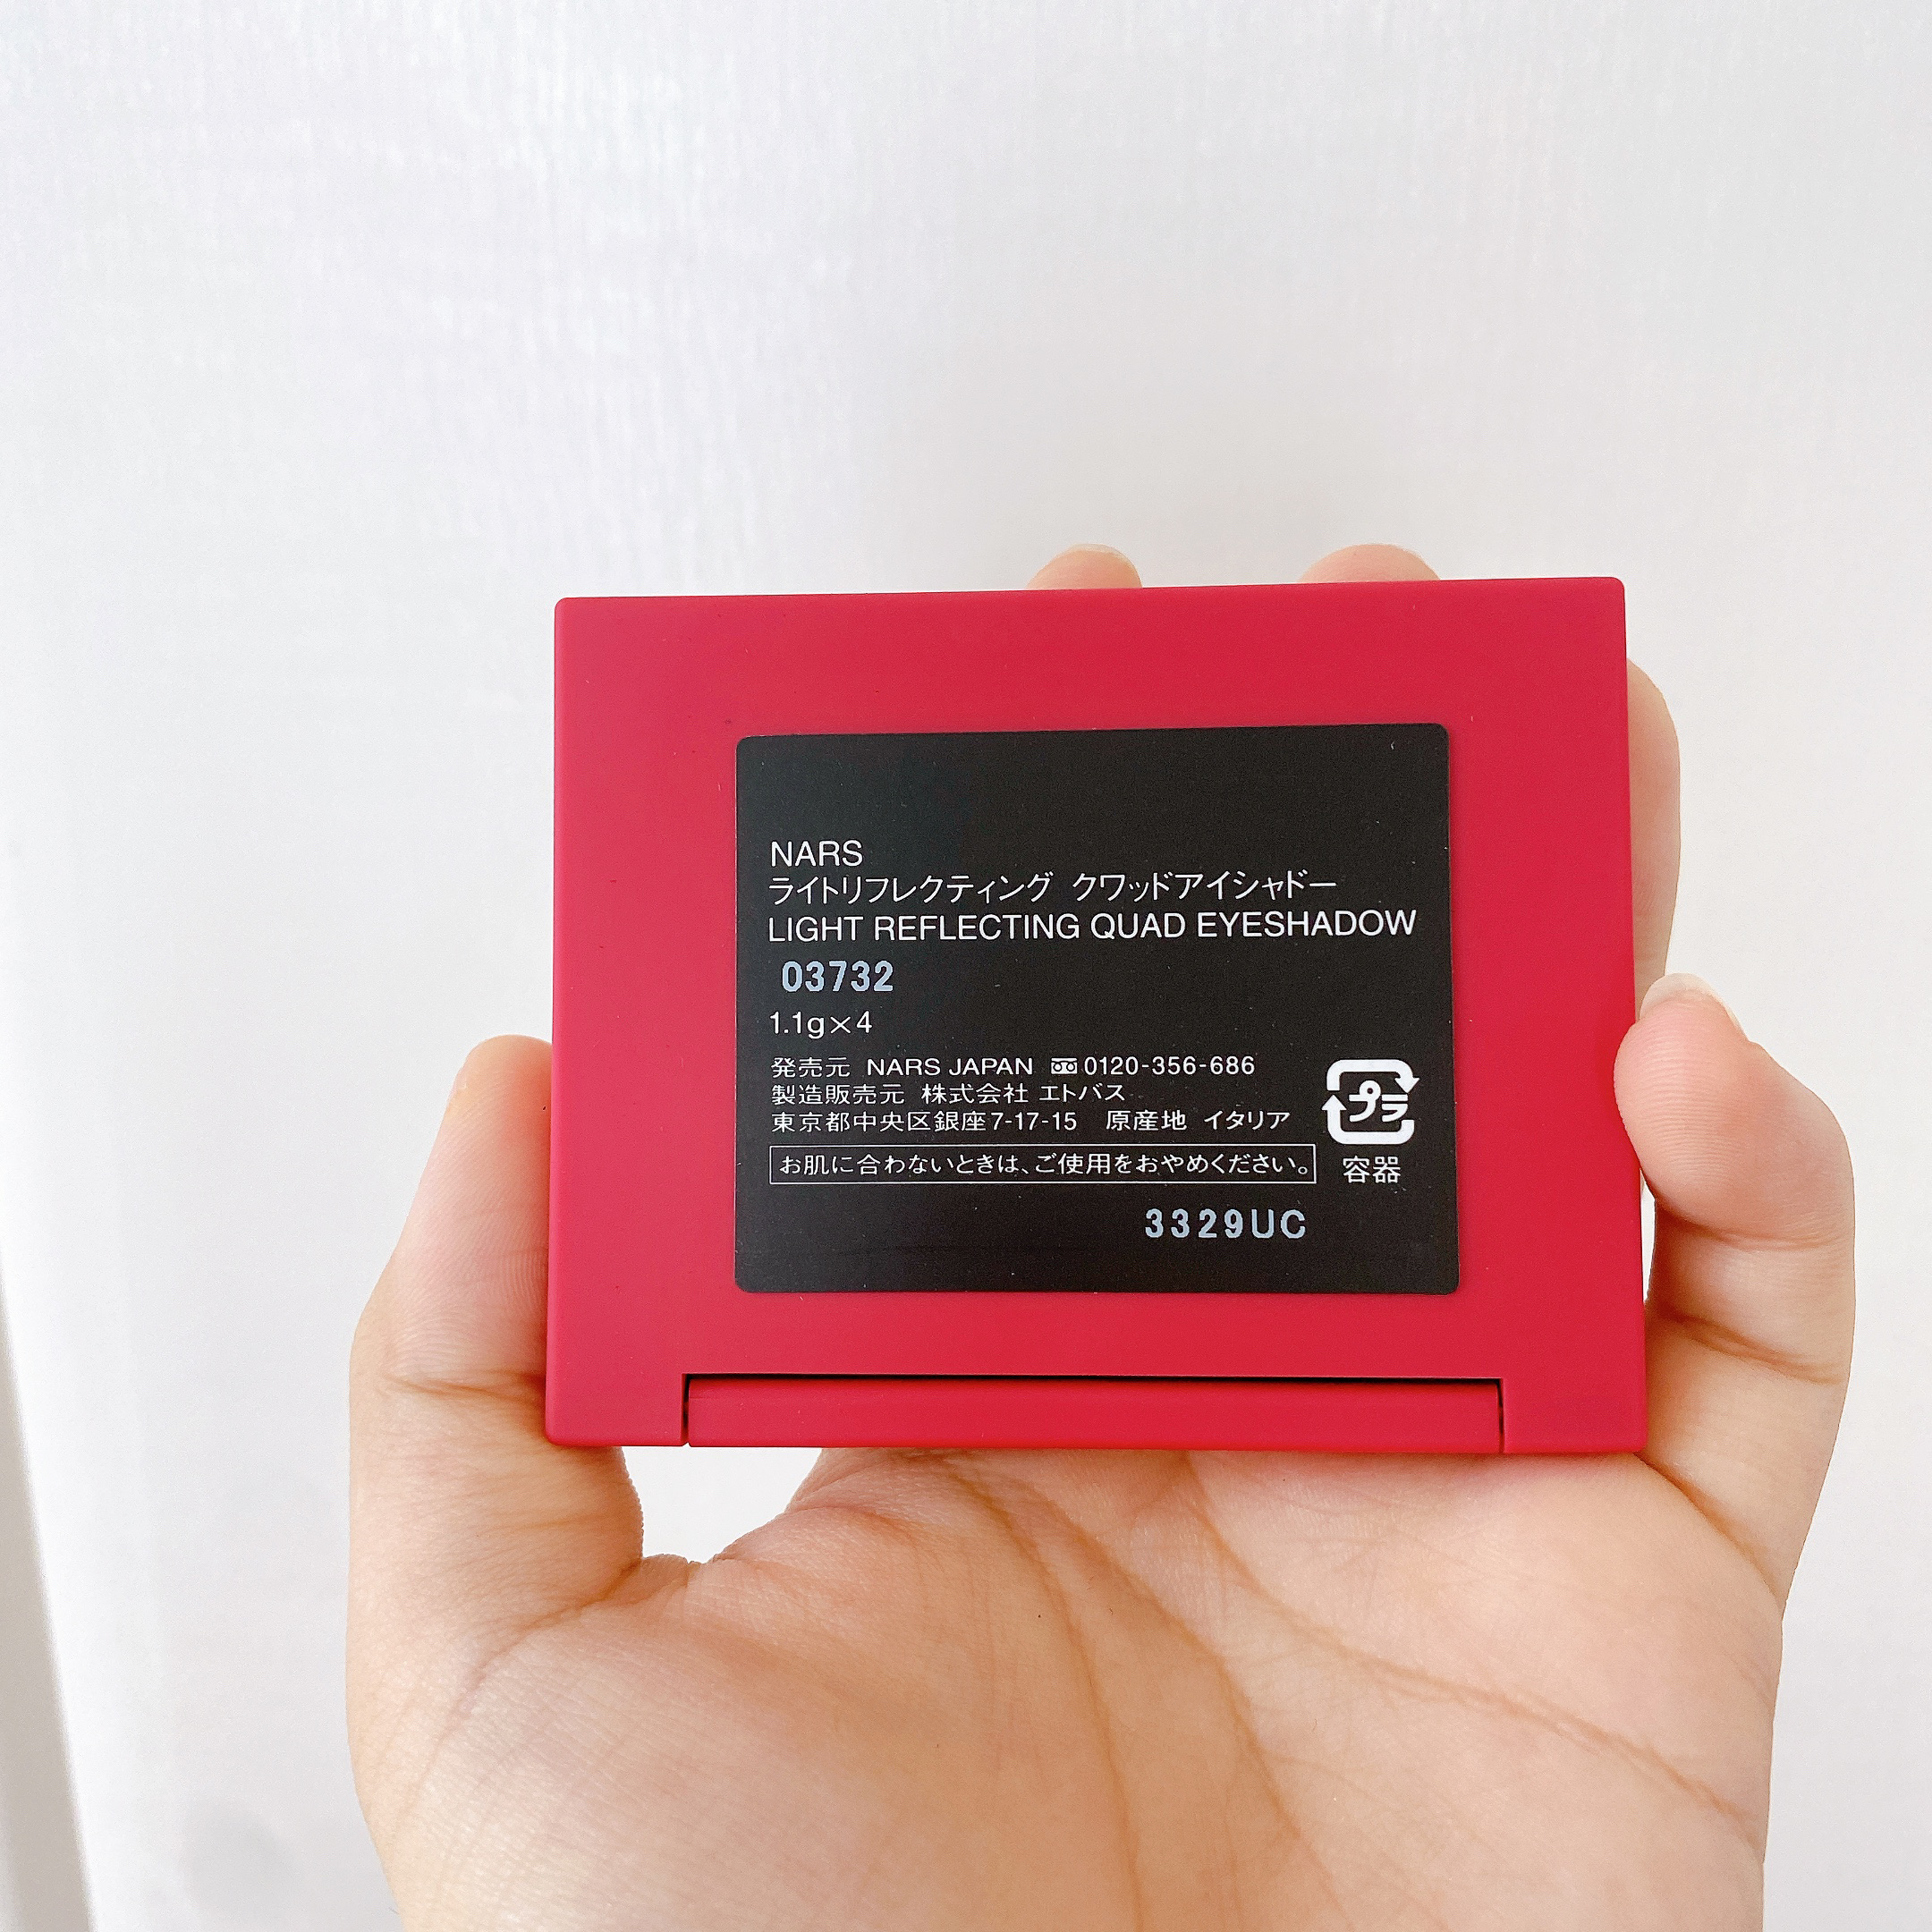 NARS
ライトリフレクティング クワッドアイシャドー
LIGHT REFLECTING QUAD EYESHADOW
03732
1.1g×4
発売元 NARS JAPAN 0120-356-686
製造販売元 株式会社 エトバス
東京都中央区銀座7-17-15 原産地 イタリア
プラ
お肌に合わないときは、ご使用をおやめください。
容器
3329UC